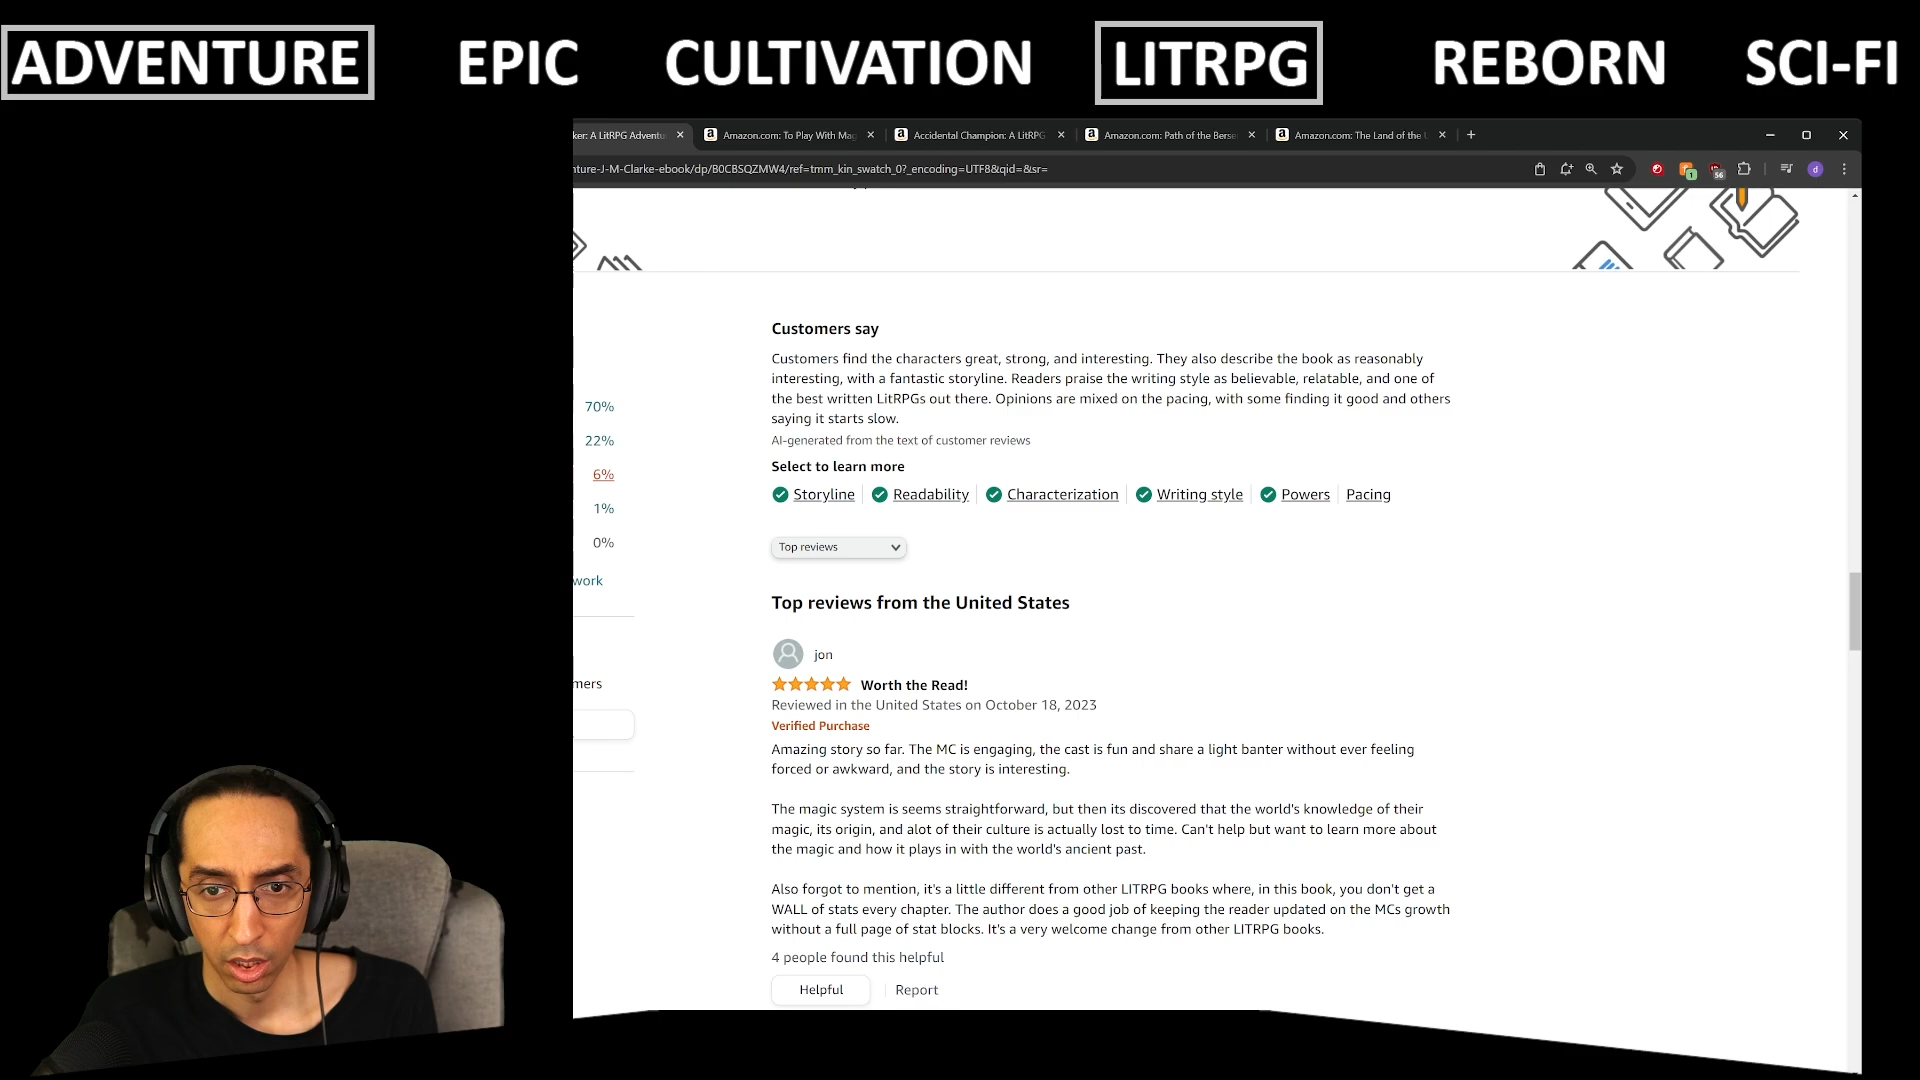 ADVENTURE EPIC CULTIVATION LITRPG REBORN SCI-FI
ker: A LitRPG Adventu Amazon.com: To Play With Mag Accidental Champion: A LitRPG Amazon.com: Path of the Berse Amazon.com: The Land of the
nture-J-M-Clarke-ebook/dp/B0CBSQZMW4/ref=tmm_kin_swatch_0?_encoding=UTF8&qid=&sr=
1
56
d
Customers say
Customers find the characters great, strong, and interesting. They also describe the book as reasonably
interesting, with a fantastic storyline. Readers praise the writing style as believable, relatable, and one of
the best written LitRPGs out there. Opinions are mixed on the pacing, with some finding it good and others
saying it starts slow.
AI-generated from the text of customer reviews
Select to learn more
Storyline Readability Characterization Writing style Powers Pacing
70%
22%
6%
1%
0%
work
mers
Top reviews
Top reviews from the United States
jon
Worth the Read!
Reviewed in the United States on October 18, 2023
Verified Purchase
Amazing story so far. The MC is engaging, the cast is fun and share a light banter without ever feeling
forced or awkward, and the story is interesting.
The magic system is seems straightforward, but then its discovered that the world's knowledge of their
magic, its origin, and alot of their culture is actually lost to time. Can't help but want to learn more about
the magic and how it plays in with the world's ancient past.
Also forgot to mention, it's a little different from other LITRPG books where, in this book, you don't get a
WALL of stats every chapter. The author does a good job of keeping the reader updated on the MCs growth
without a full page of stat blocks. It's a very welcome change from other LITRPG books.
4 people found this helpful
Helpful Report